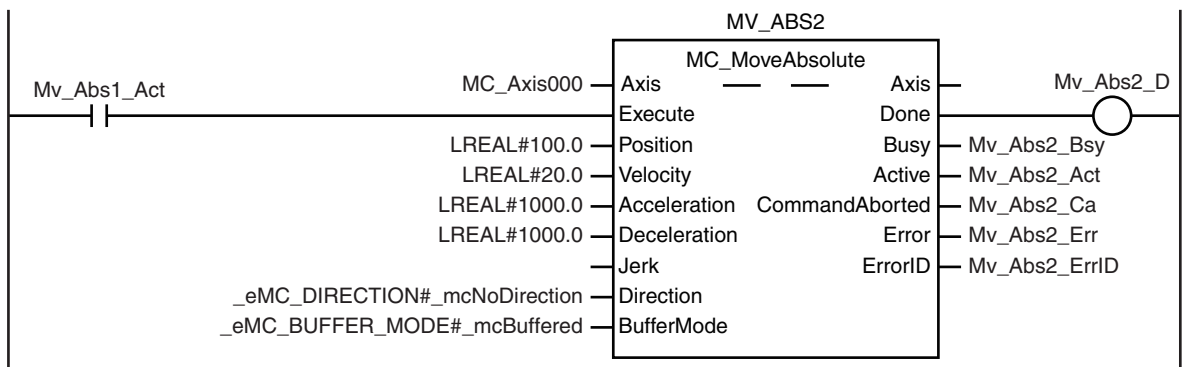 MV_ABS2
MC_MoveAbsolute
Mv_Abs1_Act
MC_Axis000 Axis Axis Mv_Abs2_D
Execute Done
LREAL#100.0 Position Busy Mv_Abs2_Bsy
LREAL#20.0 Velocity Active Mv_Abs2_Act
LREAL#1000.0 Acceleration CommandAborted Mv_Abs2_Ca
LREAL#1000.0 Deceleration Error Mv_Abs2_Err
Jerk ErrorID Mv_Abs2_ErrID
_eMC_DIRECTION#_mcNoDirection Direction
_eMC_BUFFER_MODE#_mcBuffered BufferMode